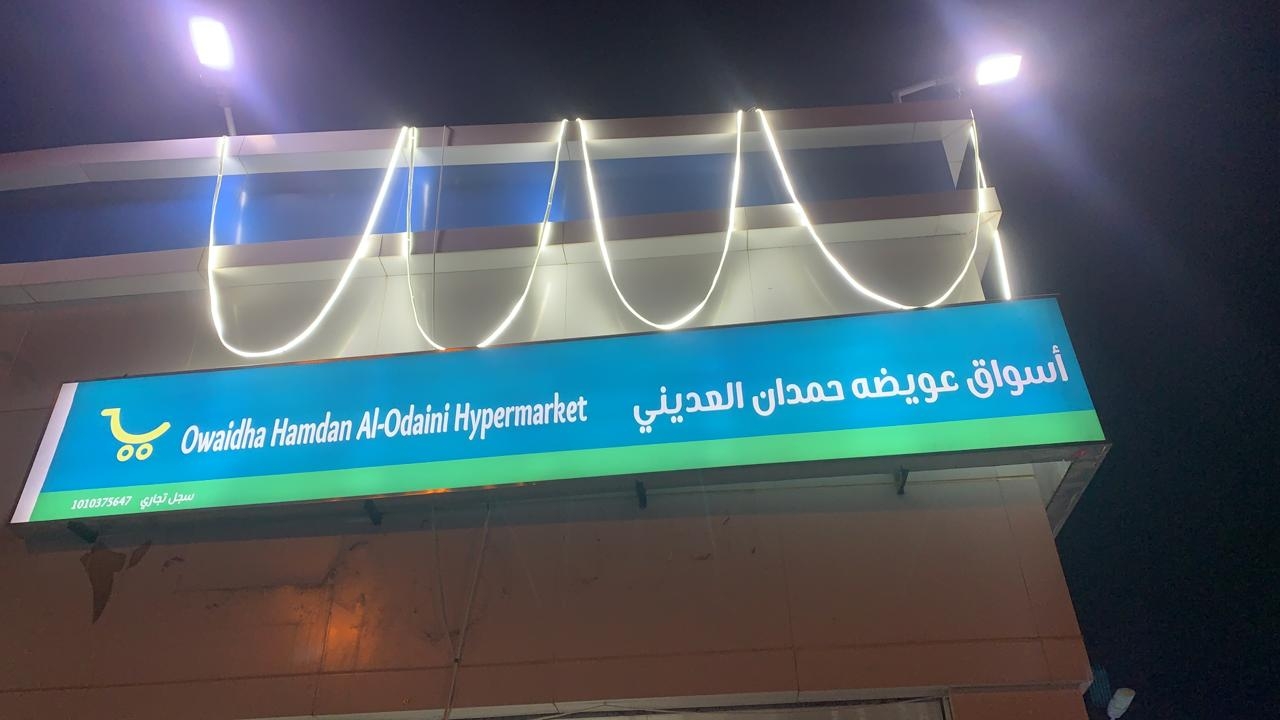 أسواق عويضه حمدان العديني
Owaidha Hamdan Al-Odaini Hypermarket
سجل تجاري 1010375647